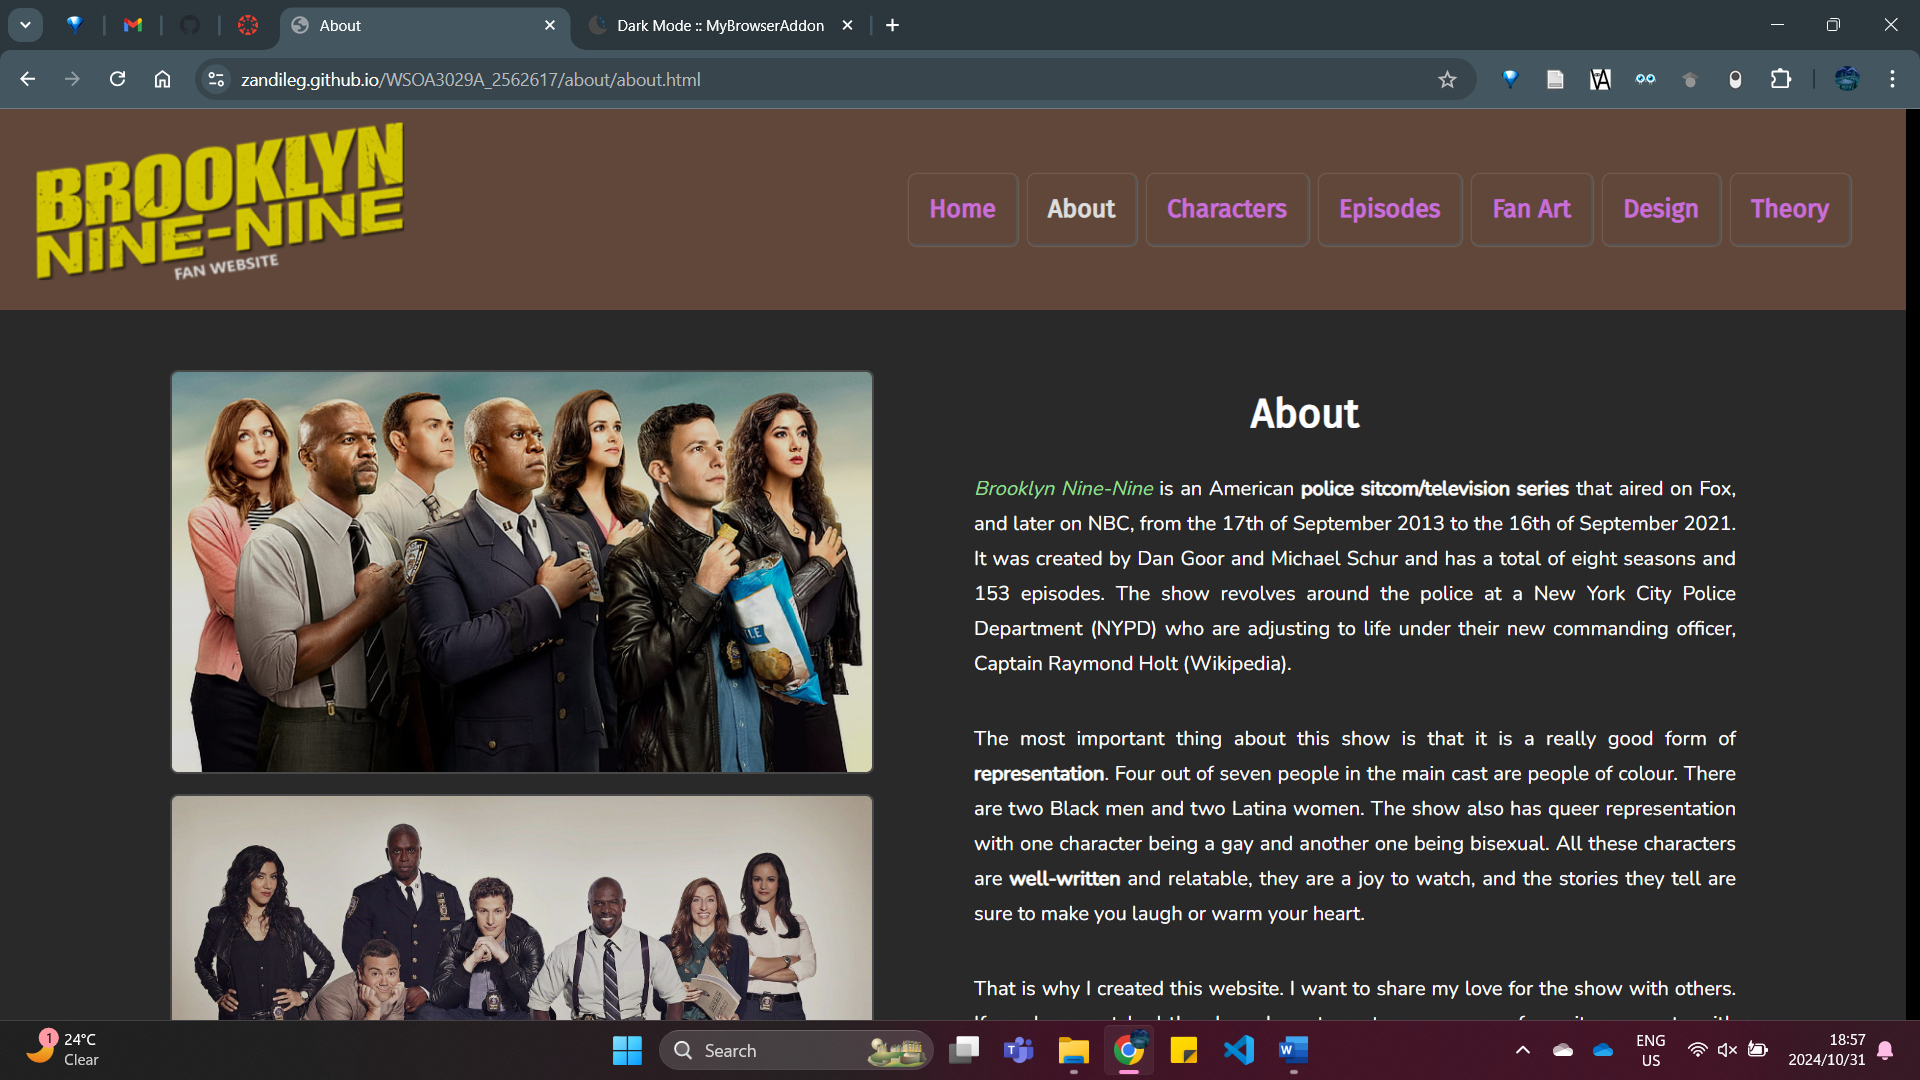 About
Dark Mode :: MyBrowserAddon
zandileg.github.io/WSOA3029A_2562617/about/about.html
BROOKLYN
NINE-NINE
FAN WEBSITE
Home
About
Characters
Episodes
Fan Art
Design
Theory
About
Brooklyn Nine-Nine is an American police sitcom/television series that aired on Fox,
and later on NBC, from the 17th of September 2013 to the 16th of September 2021.
It was created by Dan Goor and Michael Schur and has a total of eight seasons and
153 episodes. The show revolves around the police at a New York City Police
Department (NYPD) who are adjusting to life under their new commanding officer,
Captain Raymond Holt (Wikipedia).
The most important thing about this show is that it is a really good form of
representation. Four out of seven people in the main cast are people of colour. There
are two Black men and two Latina women. The show also has queer representation
with one character being a gay and another one being bisexual. All these characters
are well-written and relatable, they are a joy to watch, and the stories they tell are
sure to make you laugh or warm your heart.
That is why I created this website. I want to share my love for the show with others.
1
24°C
Clear
Search
ENG
US
18:57
2024/10/31